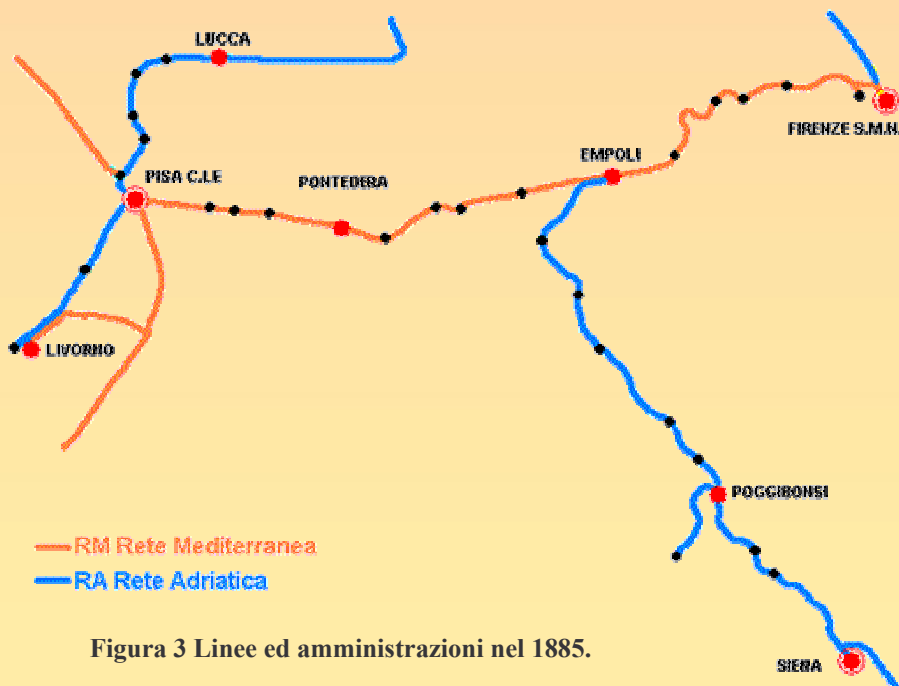 LUCCA
FIRENZE S.M.N.
EMPOLI
PISA C.LE
PONTEDERA
LIVORNO
POGGIBONSI
RM Rete Mediterranea
RA Rete Adriatica
Figura 3 Linee ed amministrazioni nel 1885.
SIENA